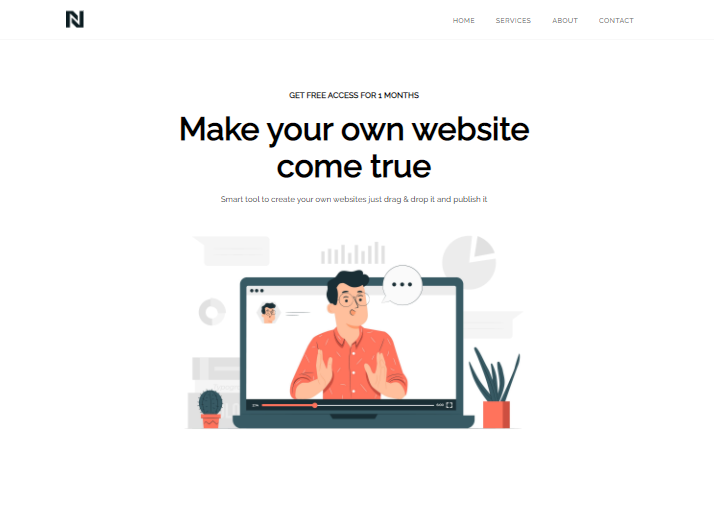 N
HOME SERVICES ABOUT CONTACT
GET FREE ACCESS FOR 1 MONTHS
Make your own website
come true
Smart tool to create your own websites just drag & drop it and publish it